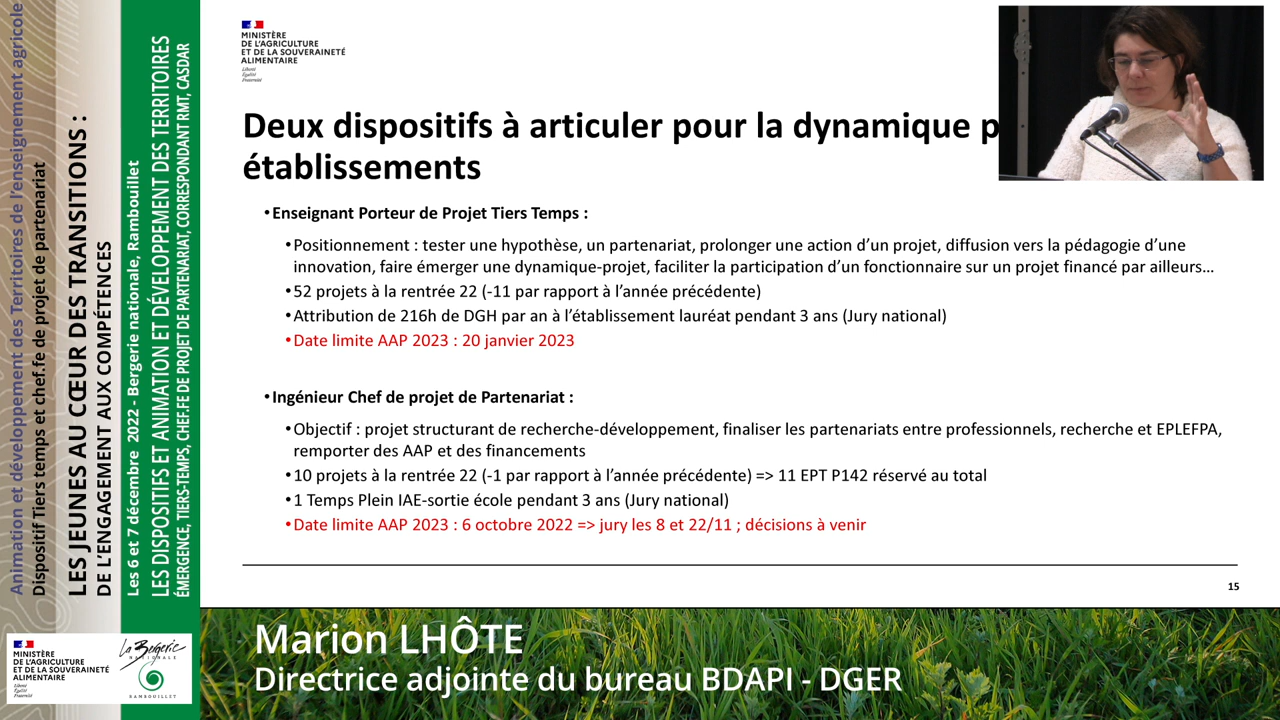 Animation et développement des Territoires de l'enseignement agricole
Dispositif Tiers temps et chef.fe de projet de partenariat
LES JEUNES AU CŒUR DES TRANSITIONS :
DE L'ENGAGEMENT AUX COMPÉTENCES
Les 6 et 7 décembre 2022 - Bergerie nationale, Rambouillet
LES DISPOSITIFS ET ANIMATION ET DÉVELOPPEMENT DES TERRITOIRES
ÉMERGENCE, TIERS-TEMPS, CHEF.FE DE PROJET DE PARTENARIAT, CORRESPONDANT RMT, CASDAR
MINISTÈRE
DE L'AGRICULTURE
ET DE LA SOUVERAINETÉ
ALIMENTAIRE
Liberté
Égalité
Fraternité
Deux dispositifs à articuler pour la dynamique p
établissements
•Enseignant Porteur de Projet Tiers Temps :
•Positionnement : tester une hypothèse, un partenariat, prolonger une action d'un projet, diffusion vers la pédagogie d'une
innovation, faire émerger une dynamique-projet, faciliter la participation d'un fonctionnaire sur un projet financé par ailleurs…
•52 projets à la rentrée 22 (-11 par rapport à l'année précédente)
•Attribution de 216h de DGH par an à l'établissement lauréat pendant 3 ans (Jury national)
•Date limite AAP 2023 : 20 janvier 2023
•Ingénieur Chef de projet de Partenariat :
•Objectif : projet structurant de recherche-développement, finaliser les partenariats entre professionnels, recherche et EPLEFPA,
remporter des AAP et des financements
•10 projets à la rentrée 22 (-1 par rapport à l'année précédente) => 11 EPT P142 réservé au total
•1 Temps Plein IAE-sortie école pendant 3 ans (Jury national)
•Date limite AAP 2023 : 6 octobre 2022 => jury les 8 et 22/11 ; décisions à venir
15
MINISTÈRE
DE L'AGRICULTURE
ET DE LA SOUVERAINETÉ
ALIMENTAIRE
Liberté
Égalité
Fraternité
La Bergerie
NATIONALE
RAMBOUILLET
Marion LHÔTE
Directrice adjointe du bureau BDAPI - DGER